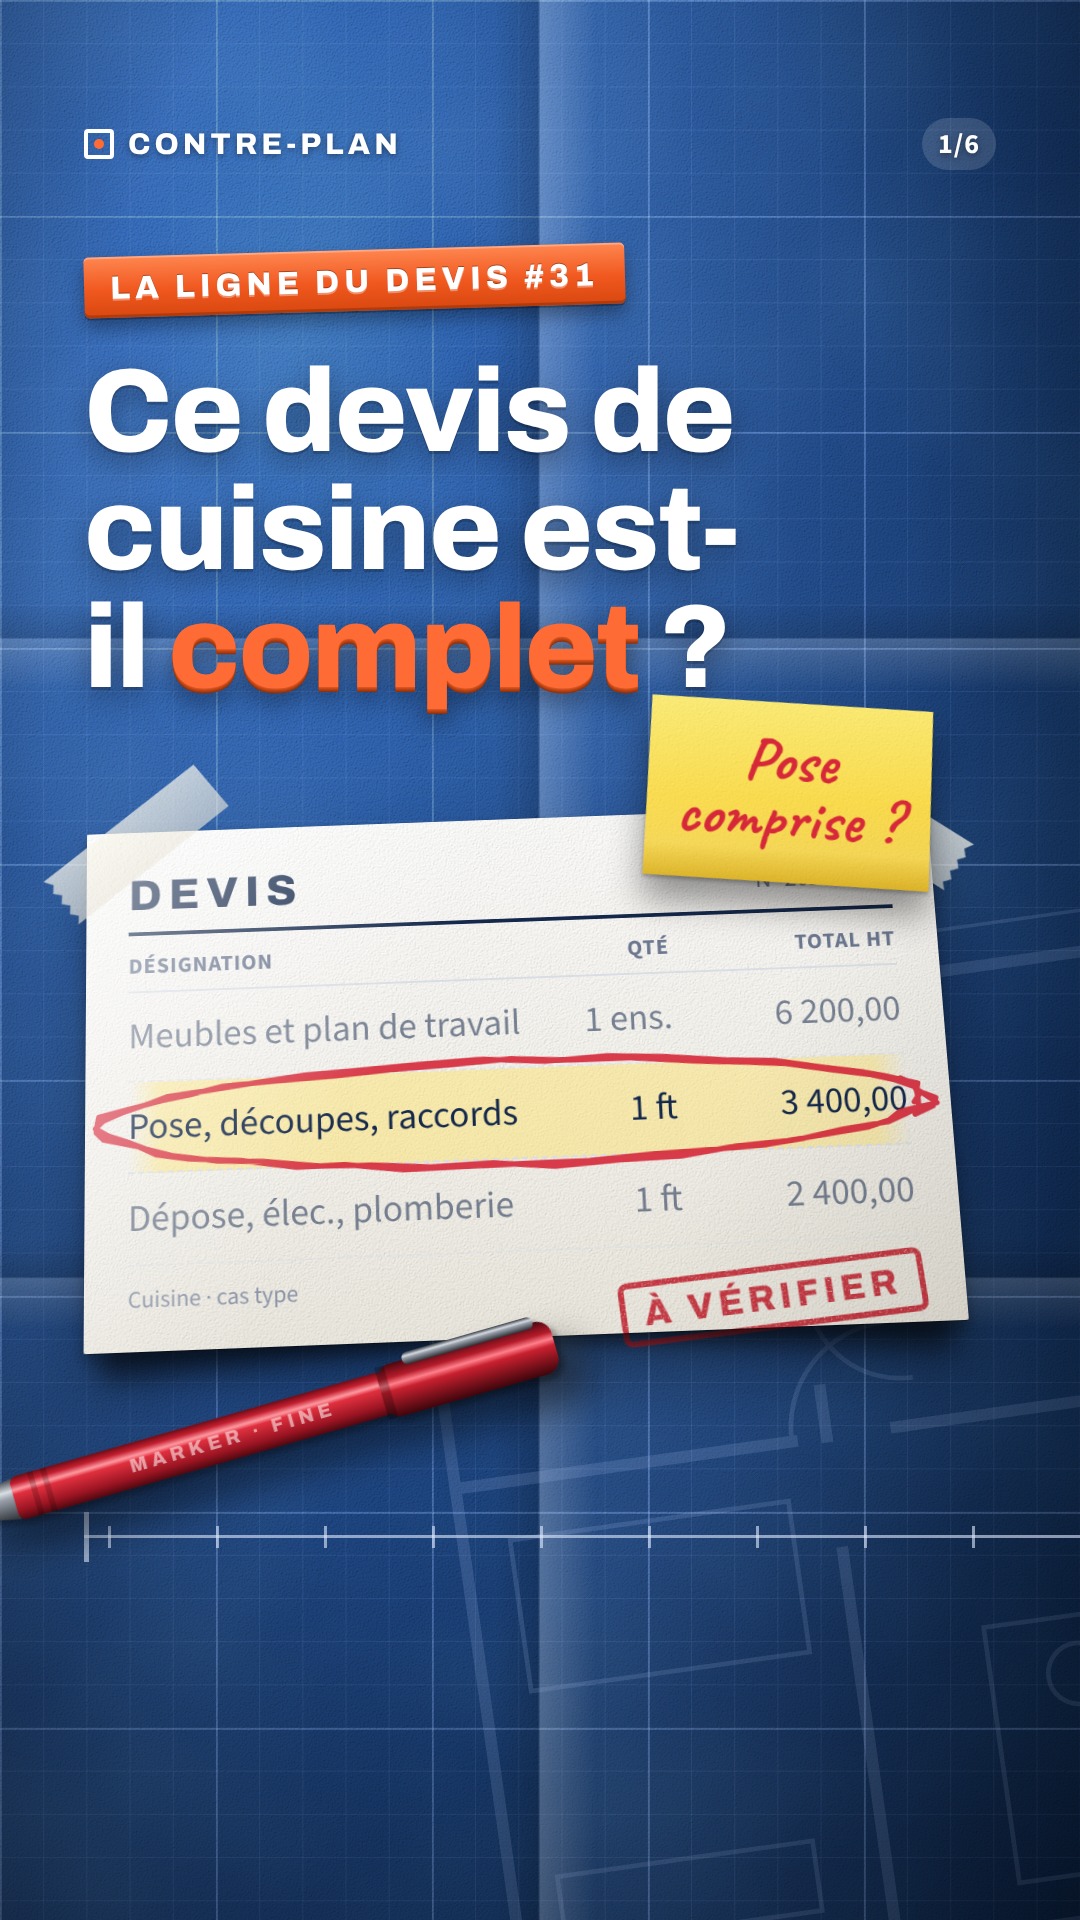 CONTRE-PLAN
1/6
LA LIGNE DU DEVIS #31
Ce devis de
cuisine est-
il complet ?
Pose
comprise ?
DEVIS
DÉSIGNATION QTÉ TOTAL HT
Meubles et plan de travail 1 ens. 6 200,00
Pose, découpes, raccords 1 ft 3 400,00
Dépose, élec., plomberie 1 ft 2 400,00
Cuisine · cas type
À VÉRIFIER
MARKER · FINE